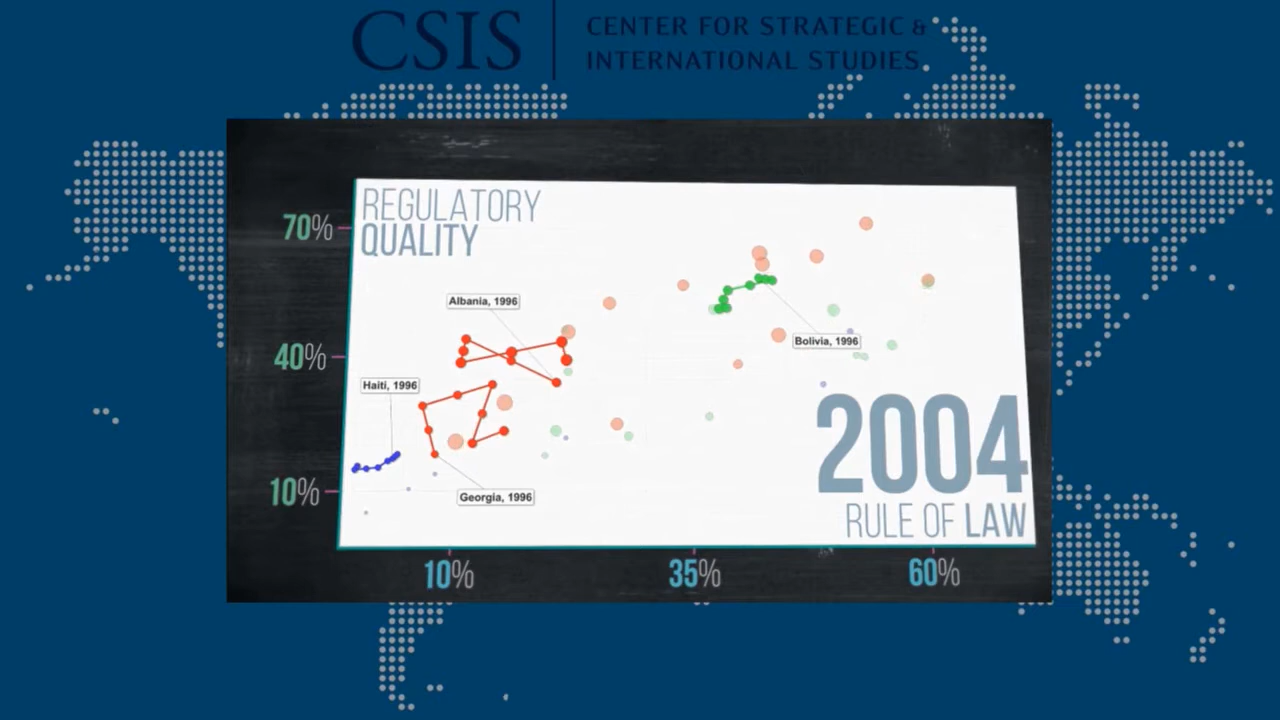 CSIS
CENTER FOR STRATEGIC &
INTERNATIONAL STUDIES
REGULATORY
QUALITY
70%
40%
10%
Albania, 1996
Bolivia, 1996
Haiti, 1996
Georgia, 1996
2004
RULE OF LAW
10%
35%
60%